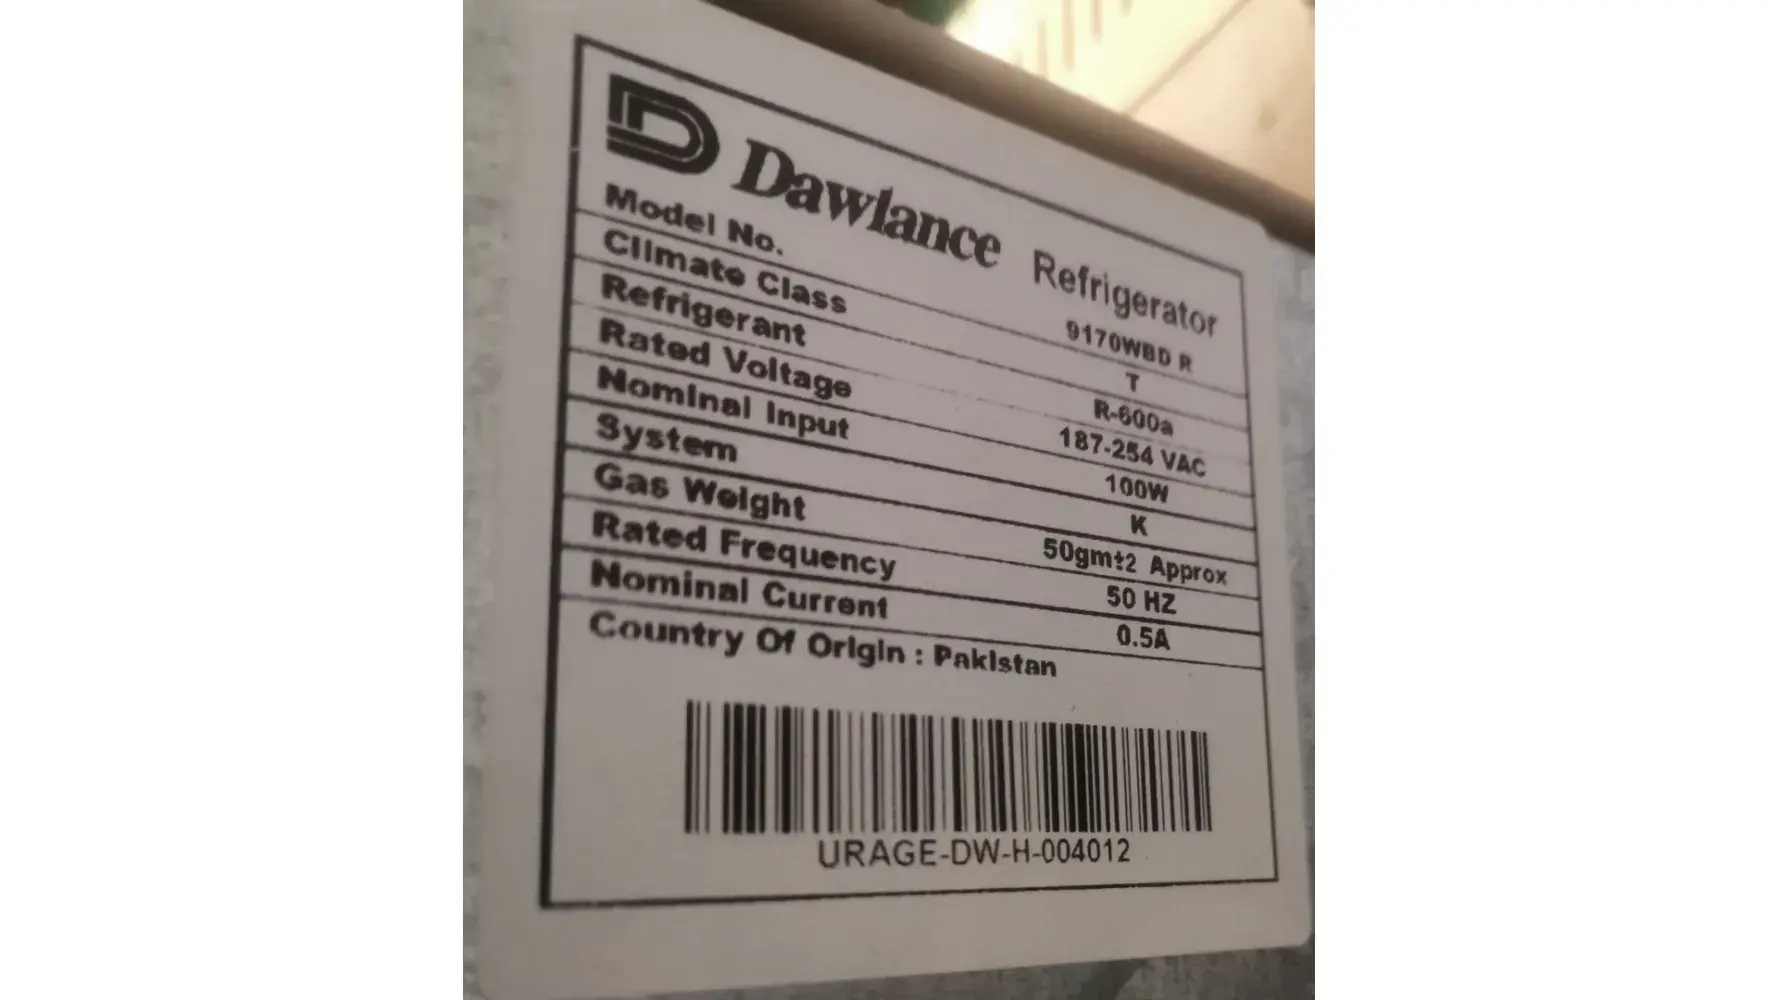 Dawlance Refrigerator
Model No. 9170WBD R
Climate Class T
Refrigerant R-600a
Rated Voltage 187-254 VAC
Nominal Input 100W
System K
Gas Weight 50gm±2 Approx
Rated Frequency 50 HZ
Nominal Current 0.5A
Country Of Origin : Pakistan
URAGE-DW-H-004012